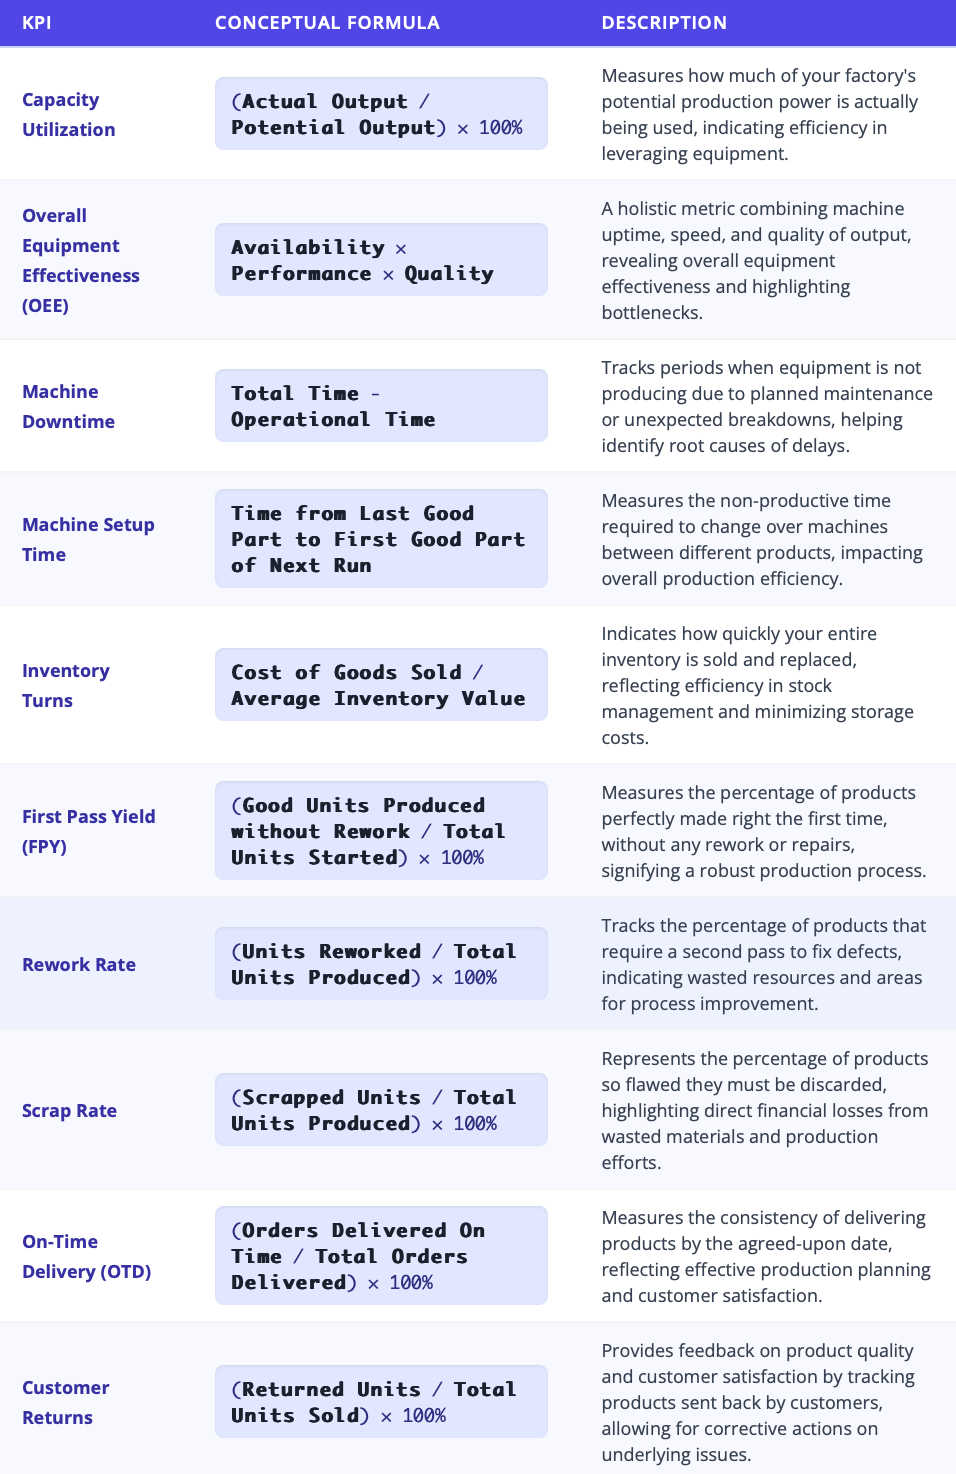 KPI CONCEPTUAL FORMULA DESCRIPTION
Capacity
Utilization
(Actual Output /
Potential Output) × 100%
Measures how much of your factory's
potential production power is actually
being used, indicating efficiency in
leveraging equipment.
Overall
Equipment
Effectiveness
(OEE)
Availability ×
Performance × Quality
A holistic metric combining machine
uptime, speed, and quality of output,
revealing overall equipment
effectiveness and highlighting
bottlenecks.
Machine
Downtime
Total Time -
Operational Time
Tracks periods when equipment is not
producing due to planned maintenance
or unexpected breakdowns, helping
identify root causes of delays.
Machine Setup
Time
Time from Last Good
Part to First Good Part
of Next Run
Measures the non-productive time
required to change over machines
between different products, impacting
overall production efficiency.
Inventory
Turns
Cost of Goods Sold /
Average Inventory Value
Indicates how quickly your entire
inventory is sold and replaced,
reflecting efficiency in stock
management and minimizing storage
costs.
First Pass Yield
(FPY)
(Good Units Produced
without Rework / Total
Units Started) × 100%
Measures the percentage of products
perfectly made right the first time,
without any rework or repairs,
signifying a robust production process.
Rework Rate
(Units Reworked / Total
Units Produced) × 100%
Tracks the percentage of products that
require a second pass to fix defects,
indicating wasted resources and areas
for process improvement.
Scrap Rate
(Scrapped Units / Total
Units Produced) × 100%
Represents the percentage of products
so flawed they must be discarded,
highlighting direct financial losses from
wasted materials and production
efforts.
On-Time
Delivery (OTD)
(Orders Delivered On
Time / Total Orders
Delivered) × 100%
Measures the consistency of delivering
products by the agreed-upon date,
reflecting effective production planning
and customer satisfaction.
Customer
Returns
(Returned Units / Total
Units Sold) × 100%
Provides feedback on product quality
and customer satisfaction by tracking
products sent back by customers,
allowing for corrective actions on
underlying issues.